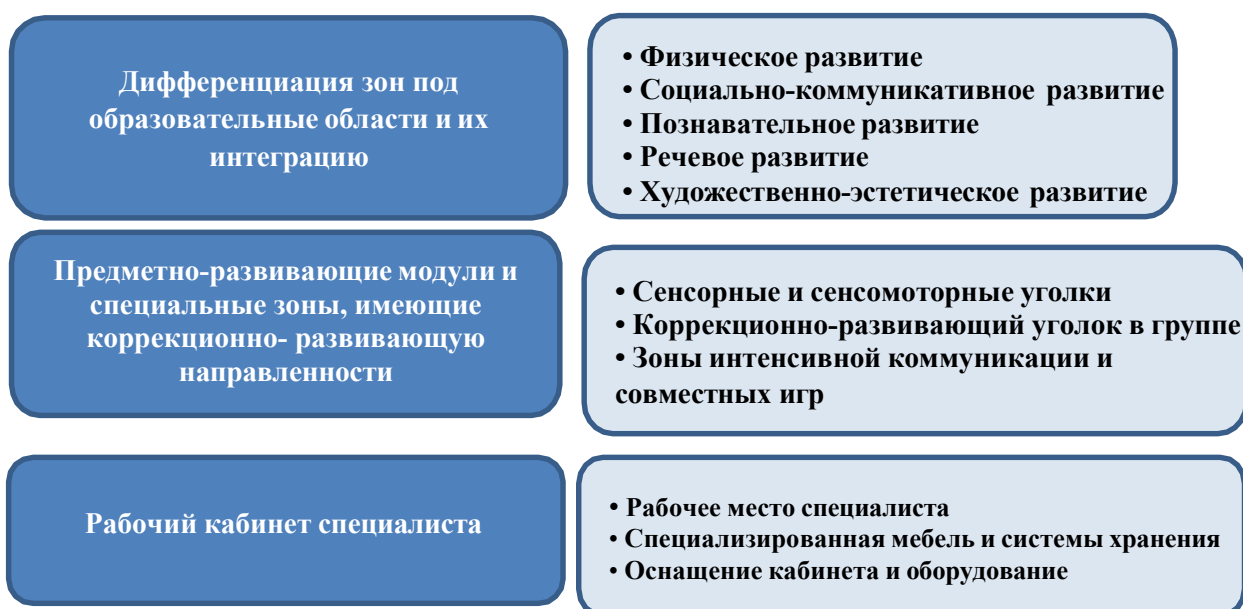 Дифференциация зон под
образовательные области и их
интеграцию
• Физическое развитие
• Социально-коммуникативное развитие
• Познавательное развитие
• Речевое развитие
• Художественно-эстетическое развитие
Предметно-развивающие модули и
специальные зоны, имеющие
коррекционно- развивающую
направленности
• Сенсорные и сенсомоторные уголки
• Коррекционно-развивающий уголок в группе
• Зоны интенсивной коммуникации и
совместных игр
Рабочий кабинет специалиста
• Рабочее место специалиста
• Специализированная мебель и системы хранения
• Оснащение кабинета и оборудование